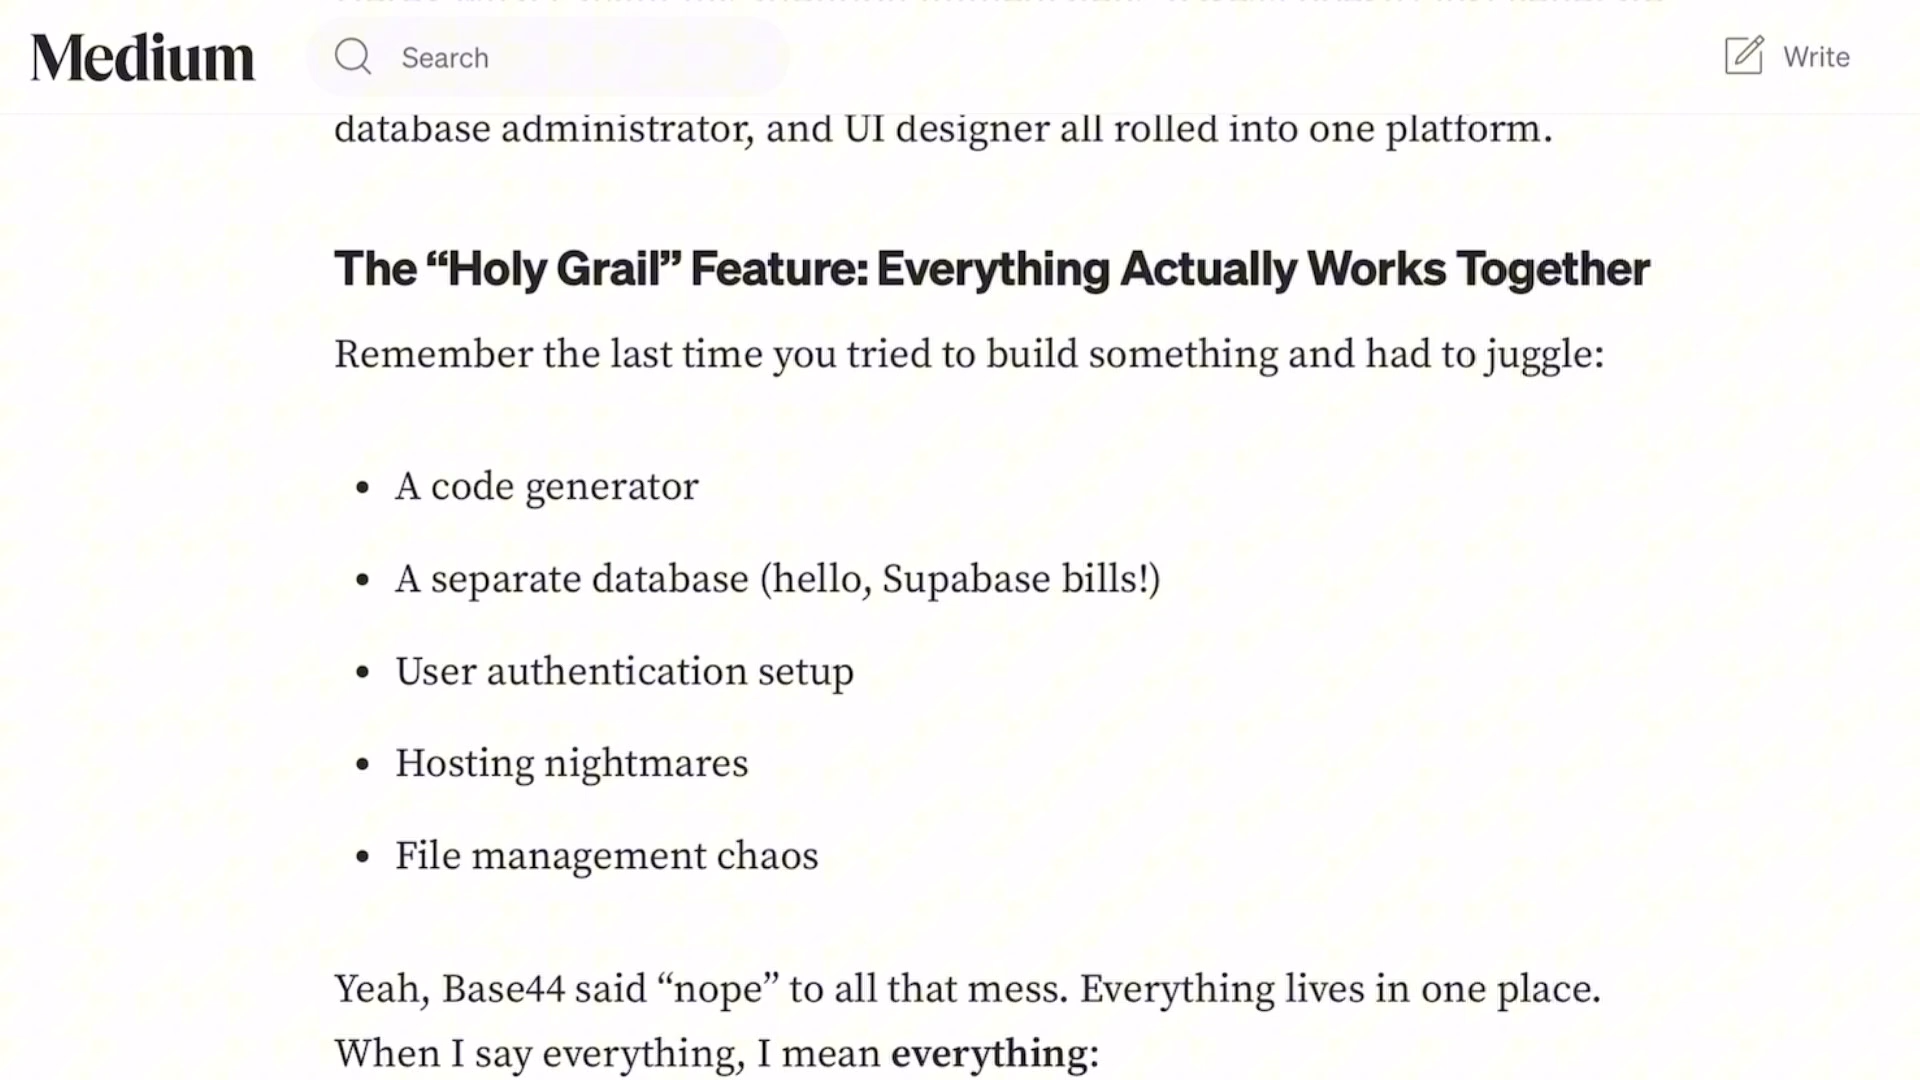 Medium
Search
Write
database administrator, and UI designer all rolled into one platform.
The “Holy Grail” Feature: Everything Actually Works Together
Remember the last time you tried to build something and had to juggle:
• A code generator
• A separate database (hello, Supabase bills!)
• User authentication setup
• Hosting nightmares
• File management chaos
Yeah, Base44 said “nope” to all that mess. Everything lives in one place.
When I say everything, I mean everything: